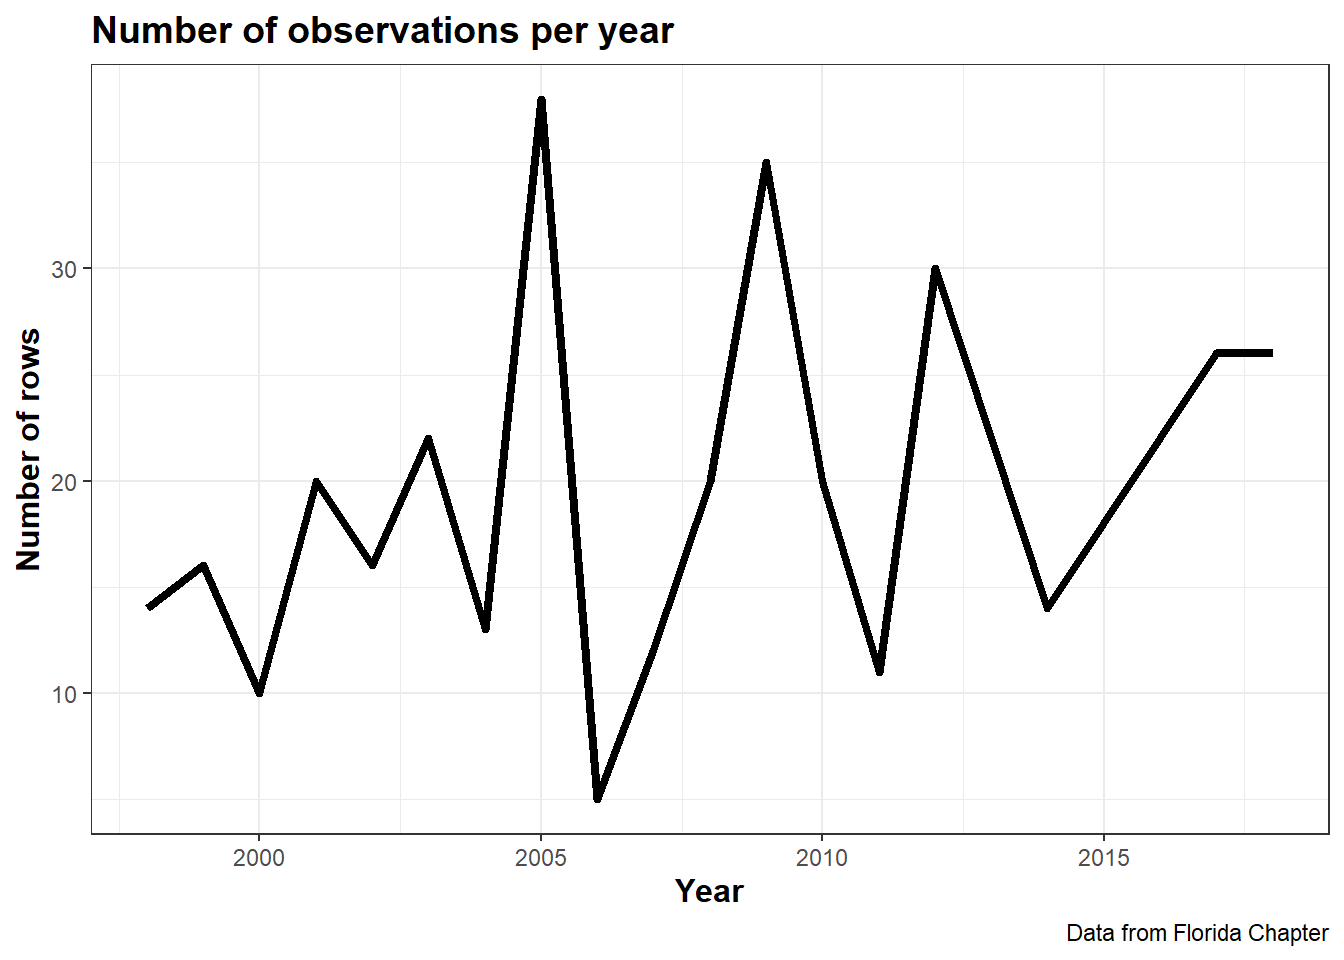 Number of observations per year
Number of rows
30
20
10
2000 2005 2010 2015
Year
Data from Florida Chapter